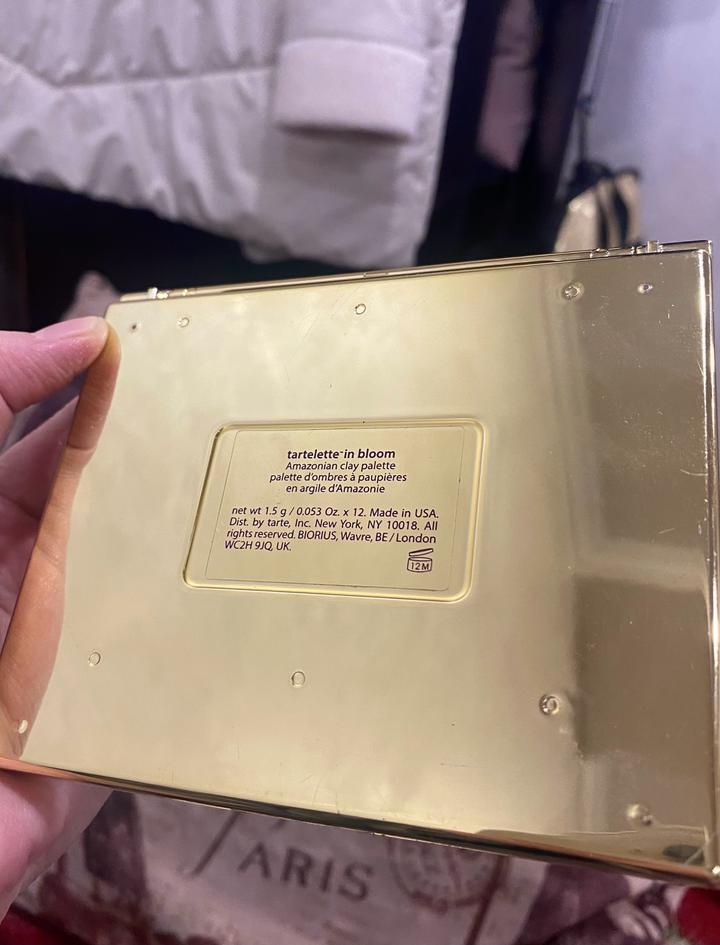 tartelette™in bloom
Amazonian clay palette
palette d'ombres à paupières
en argile d'Amazonie
net wt 1.5 g / 0.053 Oz. x 12. Made in USA.
Dist. by tarte, Inc. New York, NY 10018. All
rights reserved. BIORIUS, Wavre, BE / London
WC2H 9JQ, UK.
12M
ARIS